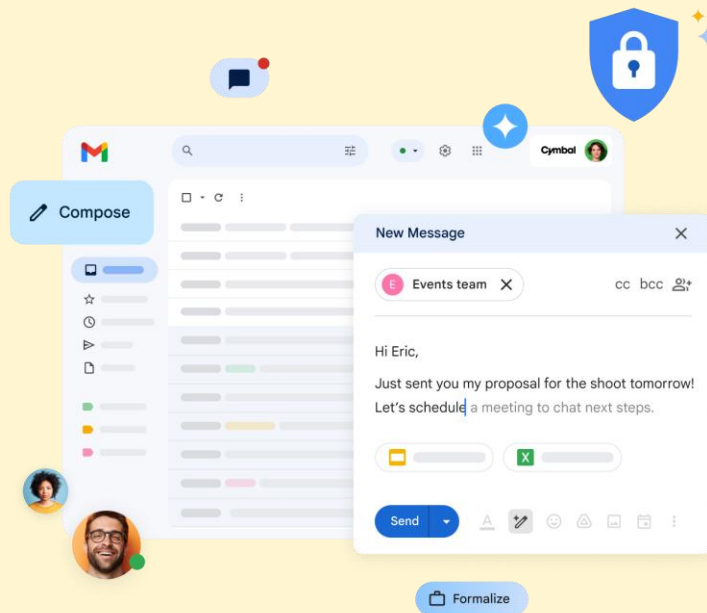 Cymbal
Compose
New Message
E
Events team
cc bcc
Hi Eric,
Just sent you my proposal for the shoot tomorrow!
Let's schedule a meeting to chat next steps.
X
Send
A
Formalize